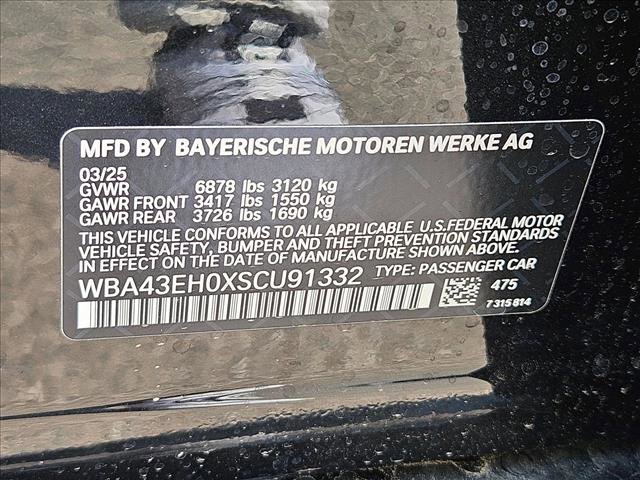 MFD BY BAYERISCHE MOTOREN WERKE AG
03/25
GVWR 6878 lbs 3120 kg
GAWR FRONT 3417 lbs 1550 kg
GAWR REAR 3726 lbs 1690 kg
THIS VEHICLE CONFORMS TO ALL APPLICABLE U.S.FEDERAL MOTOR
VEHICLE SAFETY, BUMPER, AND THEFT PREVENTION STANDARDS
IN EFFECT ON THE DATE OF MANUFACTURE SHOWN ABOVE.
WBA43EH0XSCU91332 TYPE: PASSENGER CAR
475
7 315 814